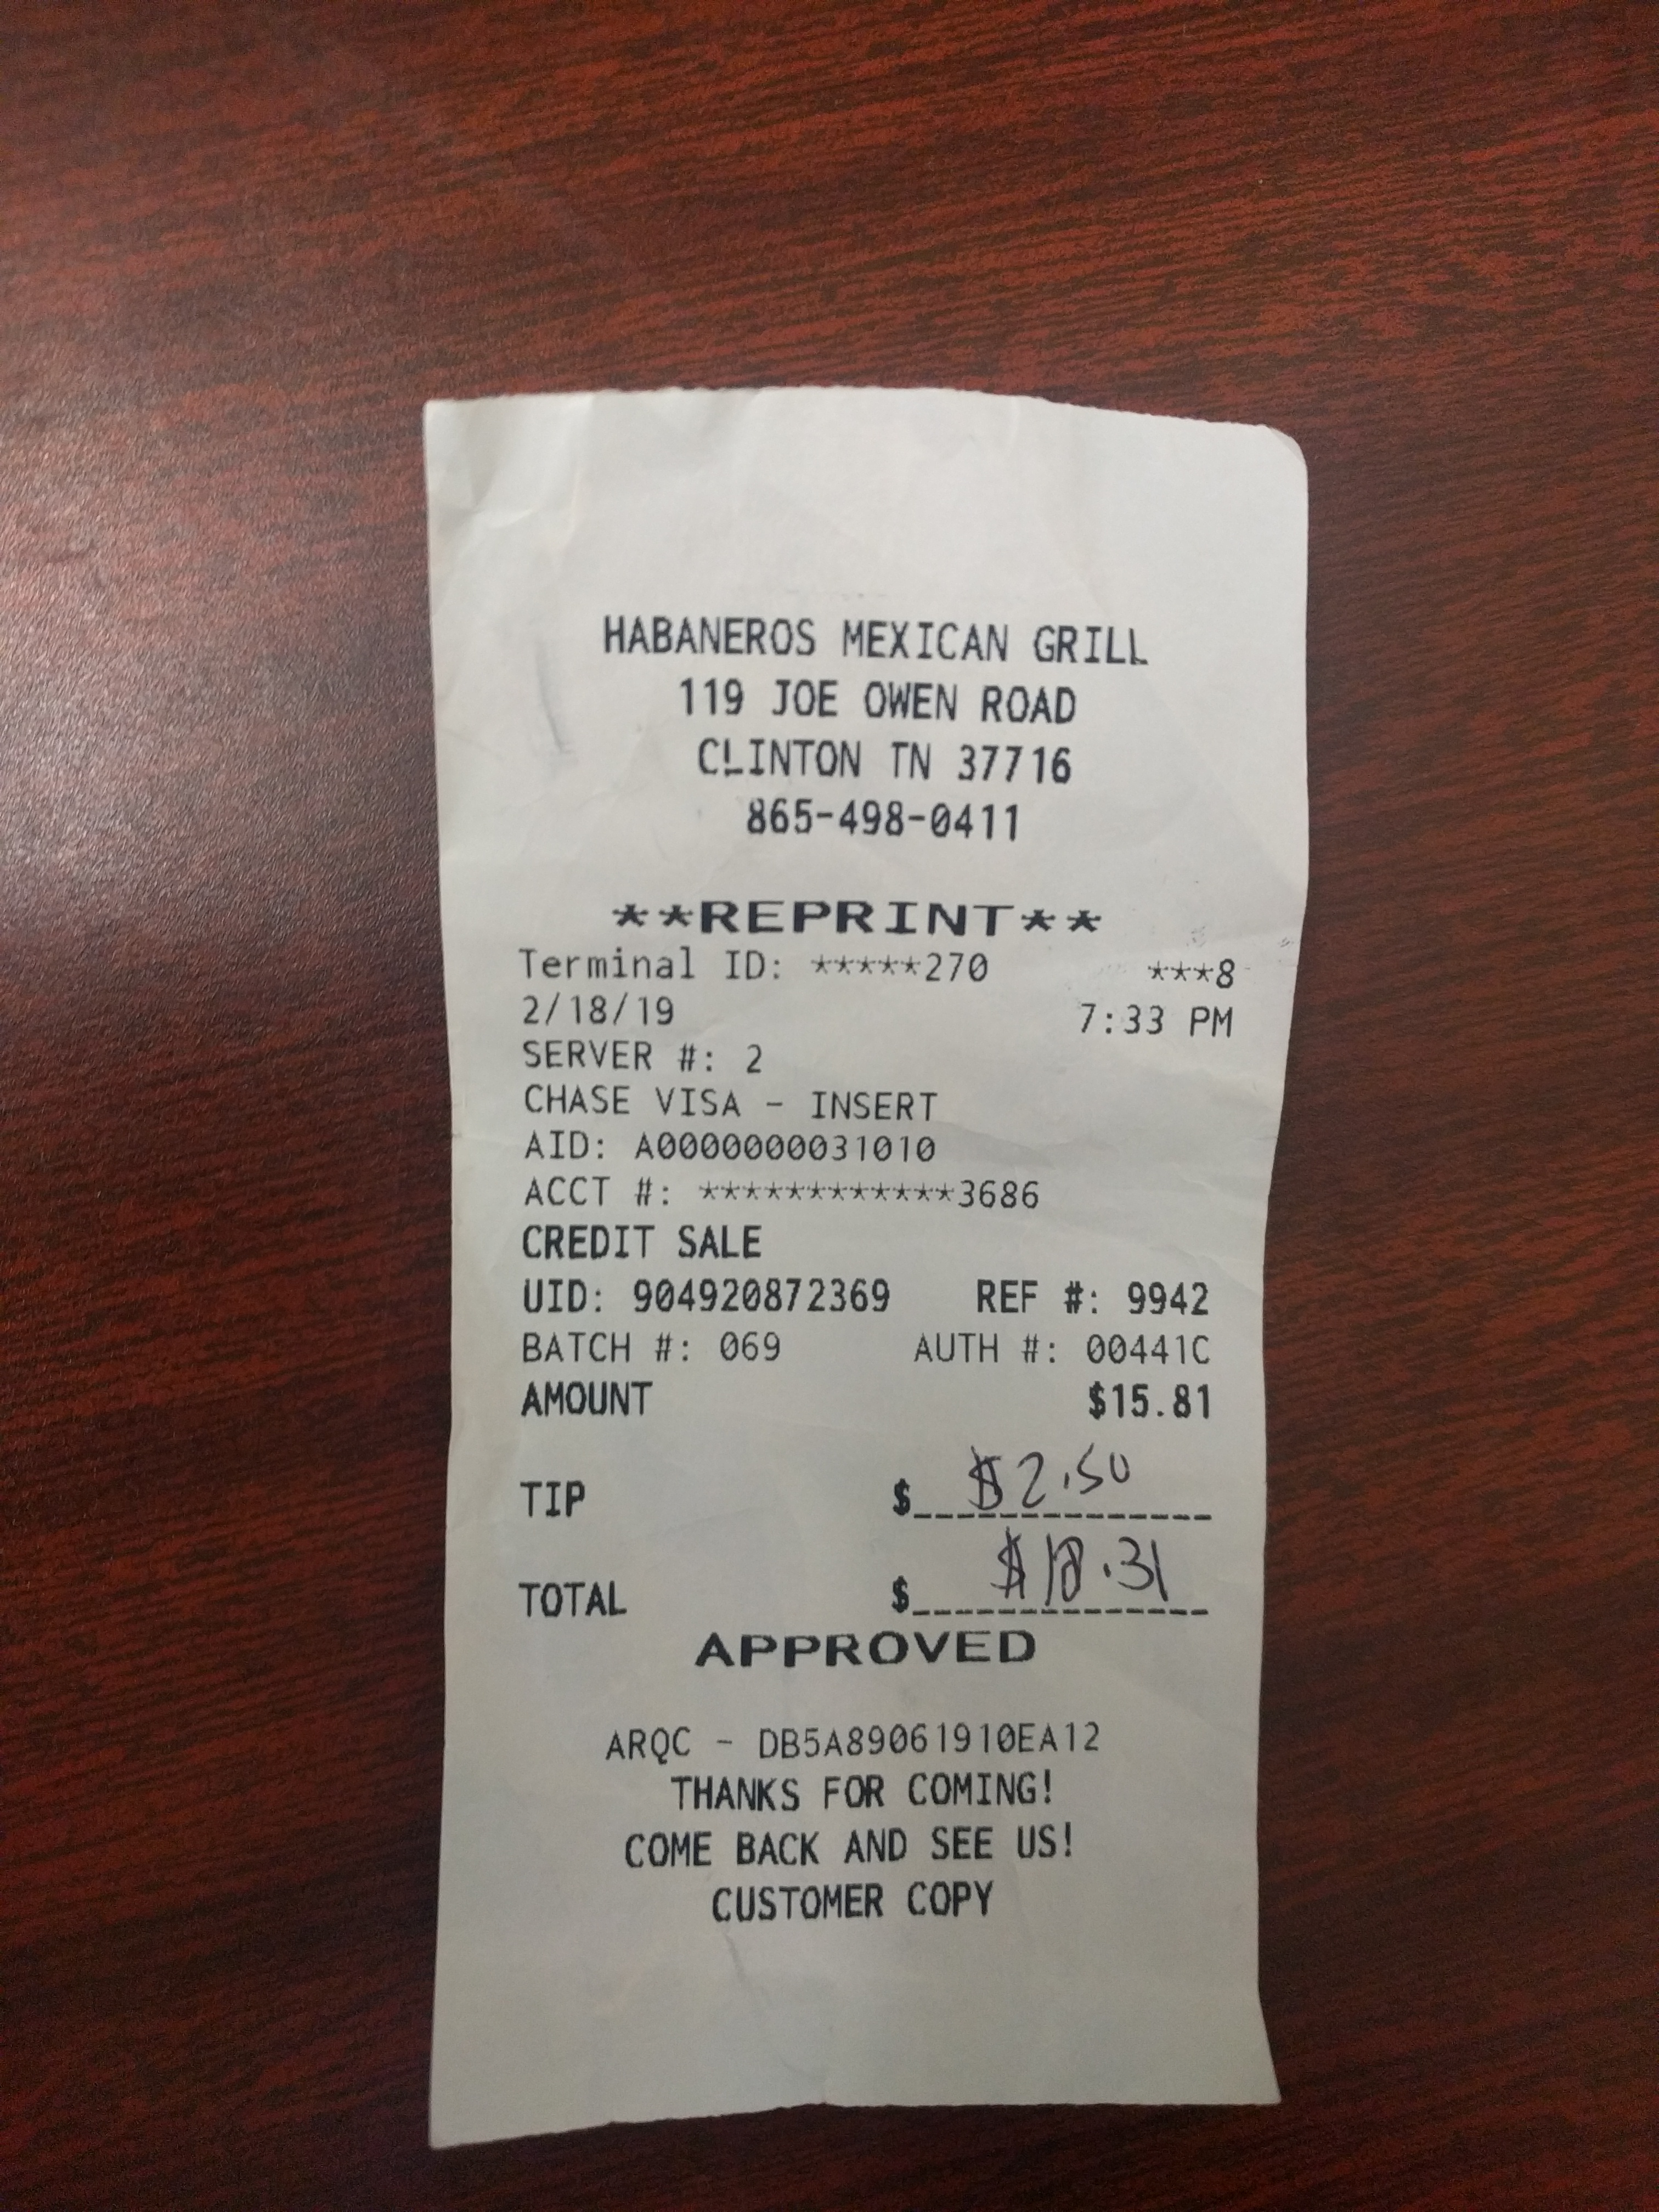 HABANEROS MEXICAN GRILL
119 JOE OWEN ROAD
CLINTON TN 37716
865-498-0411
**REPRINT**
Terminal ID: *****270 ***8
2/18/19 7:33 PM
SERVER #: 2
CHASE VISA - INSERT
AID: A0000000031010
ACCT #: ************3686
CREDIT SALE
UID: 904920872369 REF #: 9942
BATCH #: 069 AUTH #: 00441C
AMOUNT $15.81
TIP $ $2.50
TOTAL $ $18.31
APPROVED
ARQC - DB5A89061910EA12
THANKS FOR COMING!
COME BACK AND SEE US!
CUSTOMER COPY